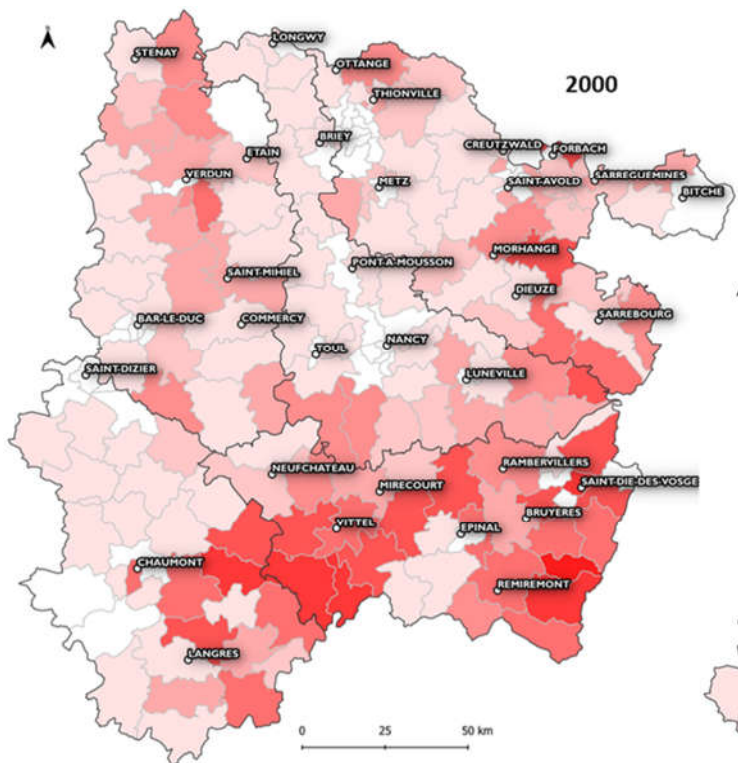 LONGWY
STENAY
OTTANGE
2000
THIONVILLE
BRIEY
CREUTZWALD
FORBACH
ETAIN
VERDUN
METZ
SAINT-AVOLD
SARREGUEMINES
BITCHE
MORHANGE
PONT-A-MOUSSON
SAINT-MIHIEL
DIEUZE
BAR-LE-DUC
COMMERCY
SARREBOURG
TOUL
NANCY
SAINT-DIZIER
LUNEVILLE
NEUFCHATEAU
RAMBERVILLERS
MIRECOURT
SAINT-DIE-DES-VOSGE
VITTEL
EPINAL
BRUYERES
CHAUMONT
REMIREMONT
LANGRES
0 25 50 km